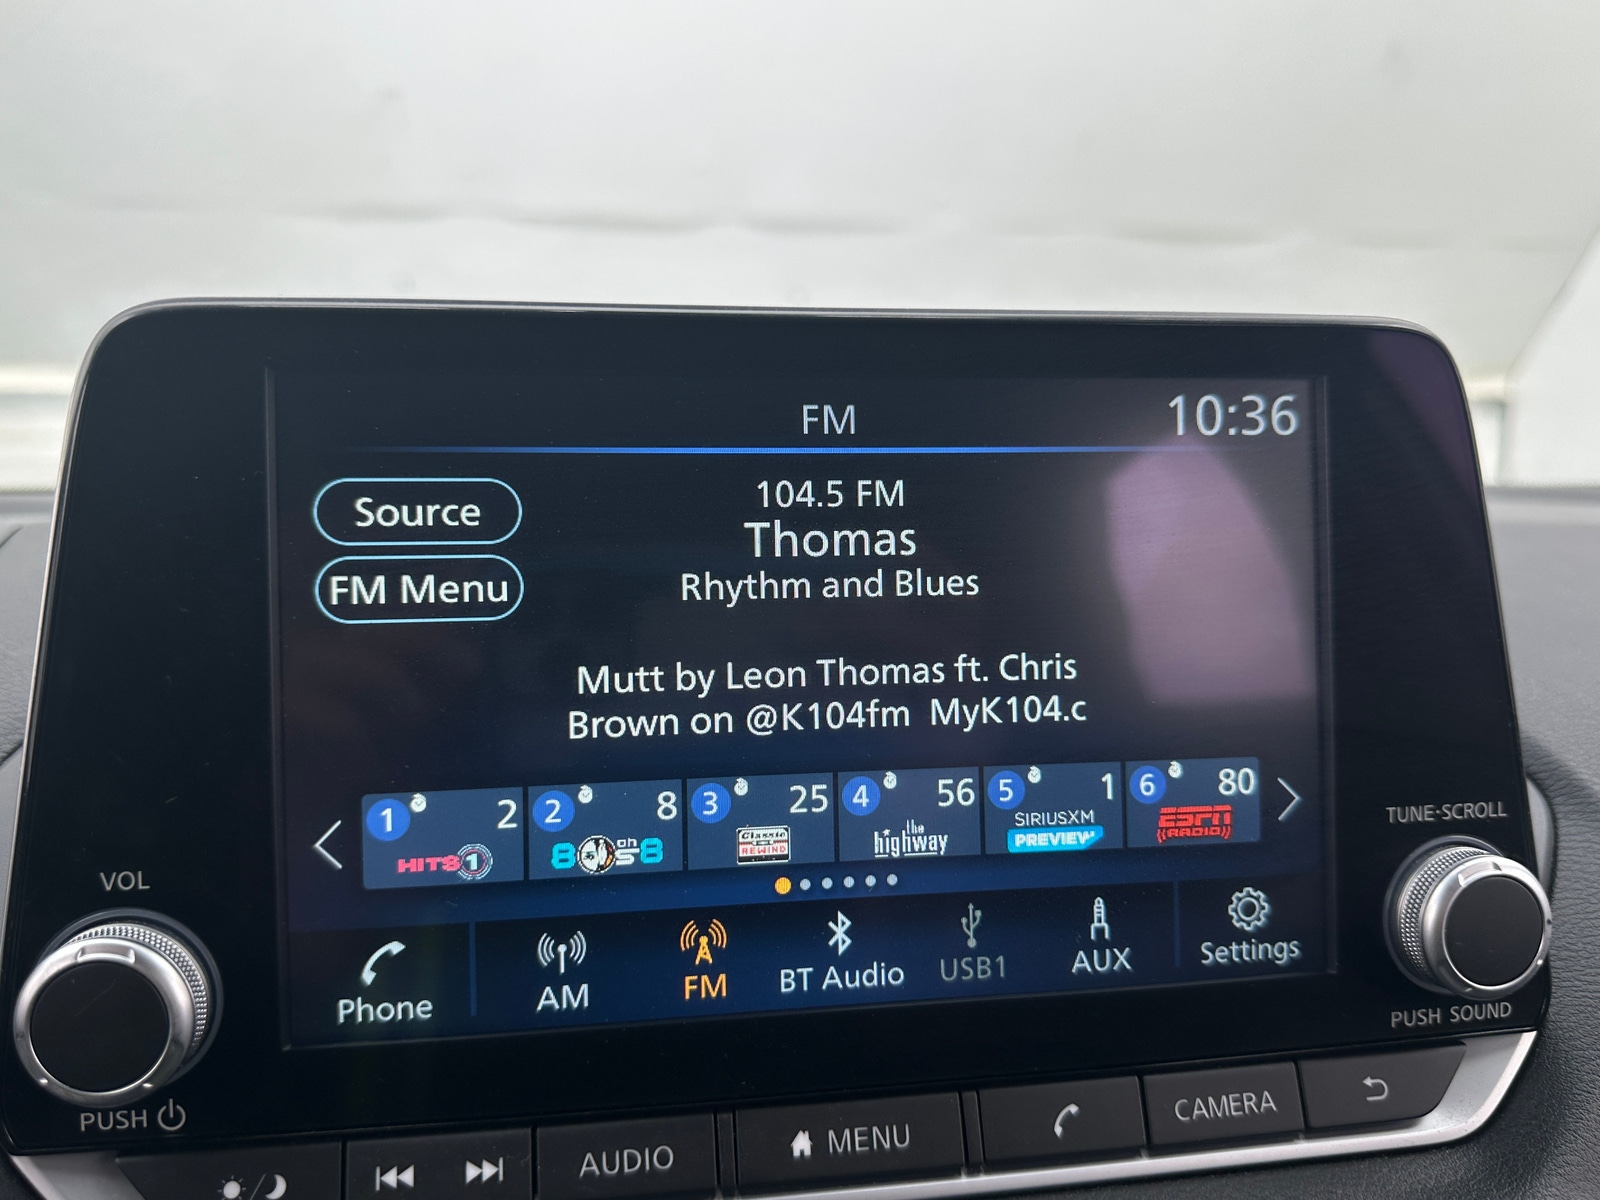 FM
10:36
Source
FM Menu
104.5 FM
Thomas
Rhythm and Blues
Mutt by Leon Thomas ft. Chris
Brown on @K104fm  MyK104.c
1 2
HITS 1
2 8
80s on 8
3 25
Classic
REWIND
4 56
the
highway
5 1
SIRIUSXM
PREVIEW
6 80
ESPN
RADIO
Phone
AM
FM
BT Audio
USB1
AUX
Settings
VOL
PUSH
TUNE·SCROLL
PUSH SOUND
AUDIO
MENU
CAMERA